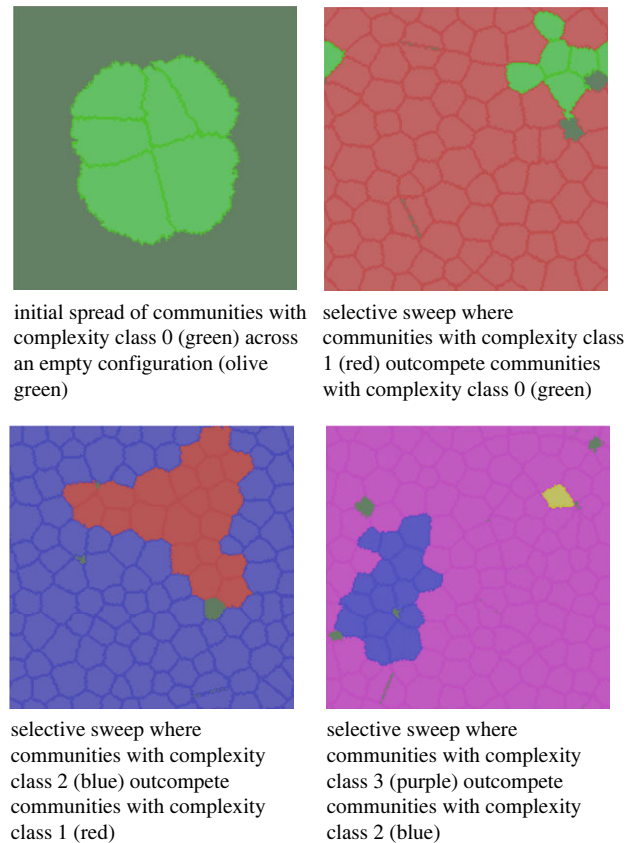 initial spread of communities with
complexity class 0 (green) across
an empty configuration (olive
green)
selective sweep where
communities with complexity class
1 (red) outcompete communities
with complexity class 0 (green)
selective sweep where
communities with complexity
class 2 (blue) outcompete
communities with complexity
class 1 (red)
selective sweep where
communities with complexity
class 3 (purple) outcompete
communities with complexity
class 2 (blue)